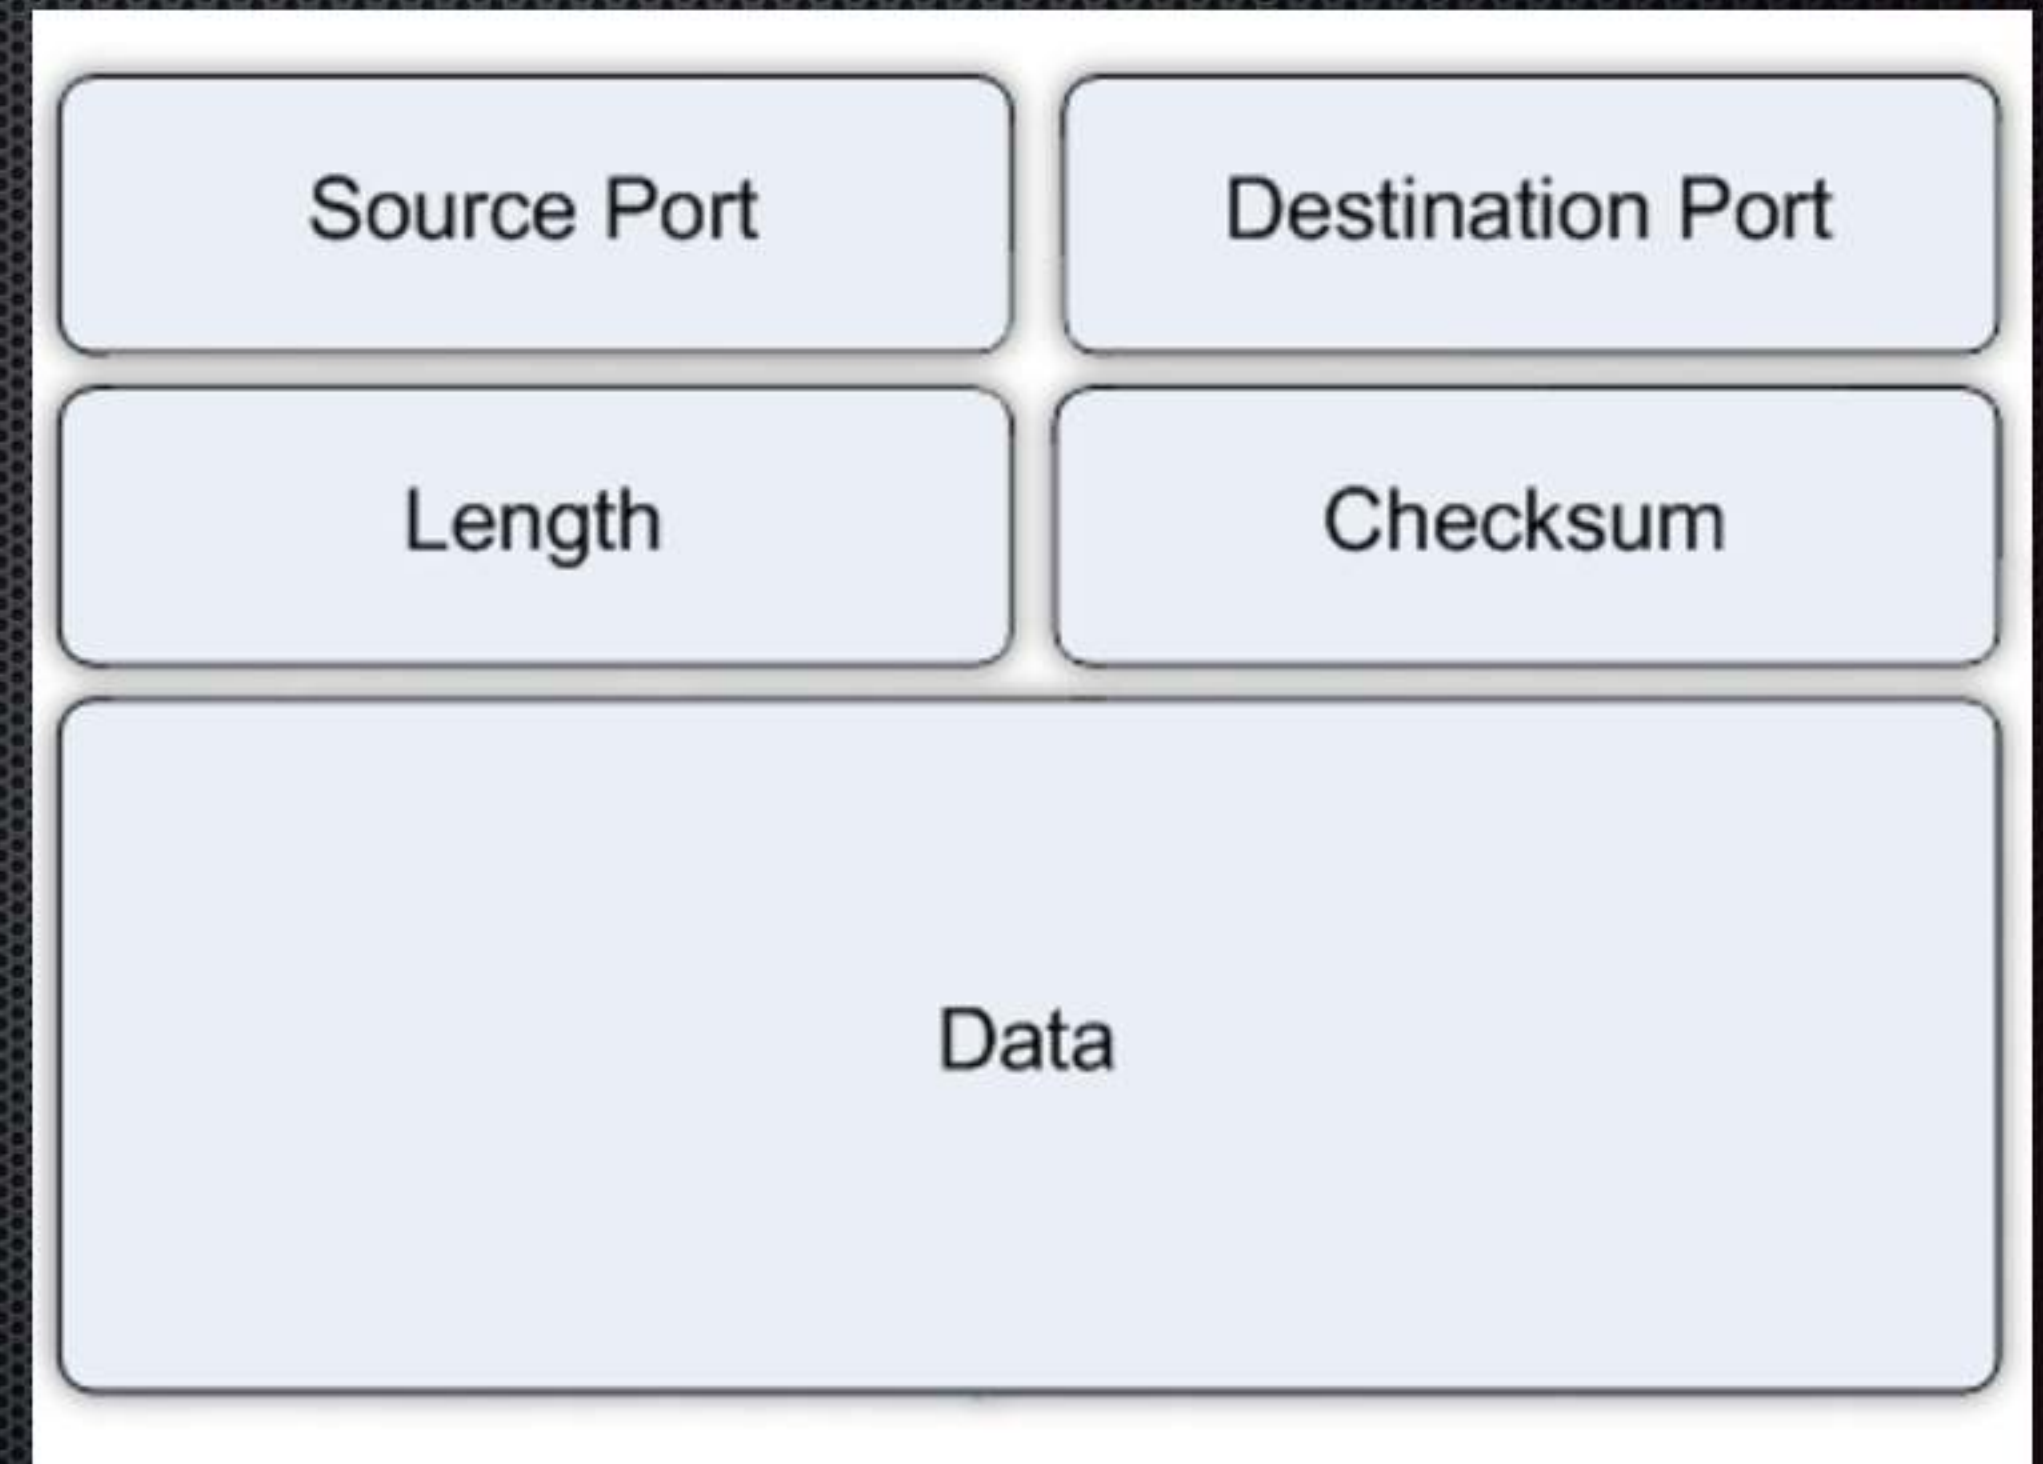 Source Port
Destination Port
Length
Checksum
Data